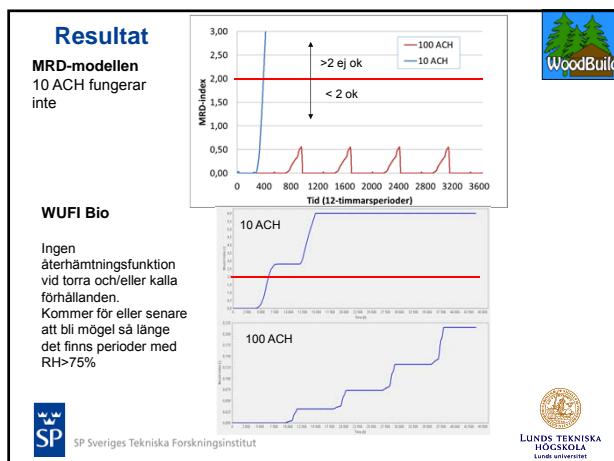 Resultat
MRD-modellen
10 ACH fungerar
inte
3,00
2,50
2,00
1,50
1,00
0,50
0,00
MRD-index
>2 ej ok
< 2 ok
100 ACH
10 ACH
0 400 800 1200 1600 2000 2400 2800 3200 3600
Tid (12-timmarsperioder)
WoodBuild
WUFI Bio
Ingen
återhämtningsfunktion
vid torra och/eller kalla
förhållanden.
Kommer för eller senare
att bli mögel så länge
det finns perioder med
RH>75%
10 ACH
100 ACH
SP
SP Sveriges Tekniska Forskningsinstitut
LUNDS TEKNISKA
HÖGSKOLA
Lunds universitet